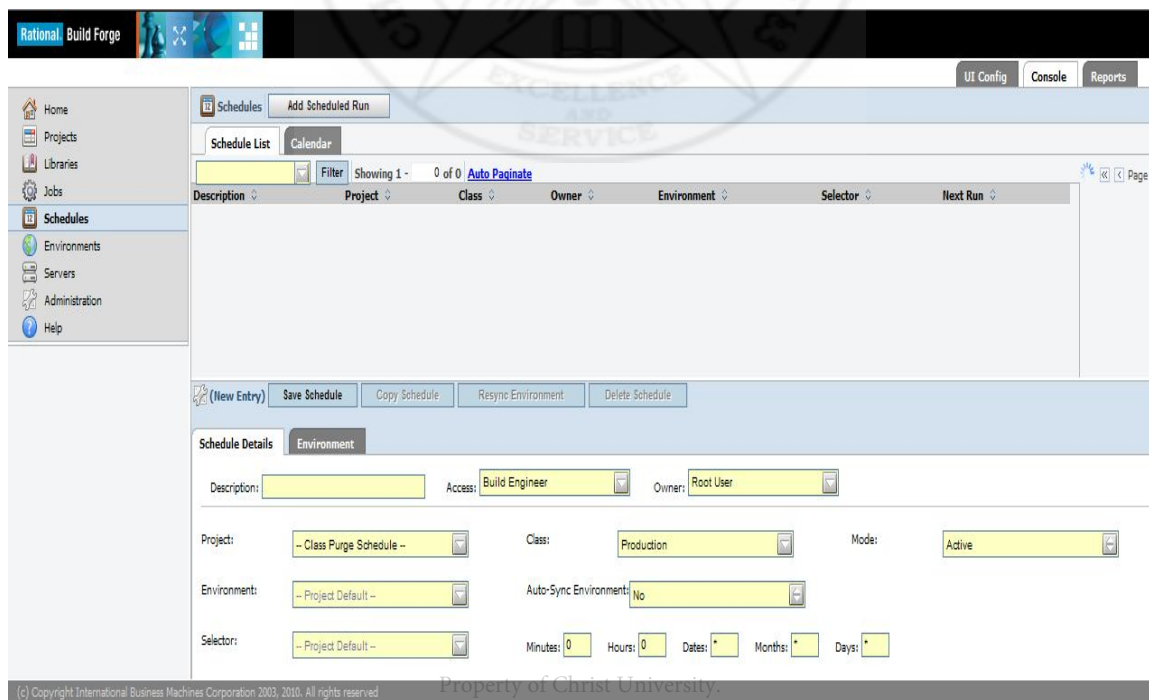 Rational. Build Forge
EXCELLENCE
AND
SERVICE
UI Config Console Reports
Home
Projects
Libraries
Jobs
Schedules
Environments
Servers
Administration
Help
Schedules Add Scheduled Run
Schedule List Calendar
Filter Showing 1 - 0 of 0 Auto Paginate
Page
Description Project Class Owner Environment Selector Next Run
(New Entry) Save Schedule Copy Schedule Resync Environment Delete Schedule
Schedule Details Environment
Description: Access: Build Engineer Owner: Root User
Project: -- Class Purge Schedule -- Class: Production Mode: Active
Environment: -- Project Default -- Auto-Sync Environment: No
Selector: -- Project Default -- Minutes: 0 Hours: 0 Dates: * Months: * Days: *
(c) Copyright International Business Machines Corporation 2003, 2010. All rights reserved
Property of Christ University.